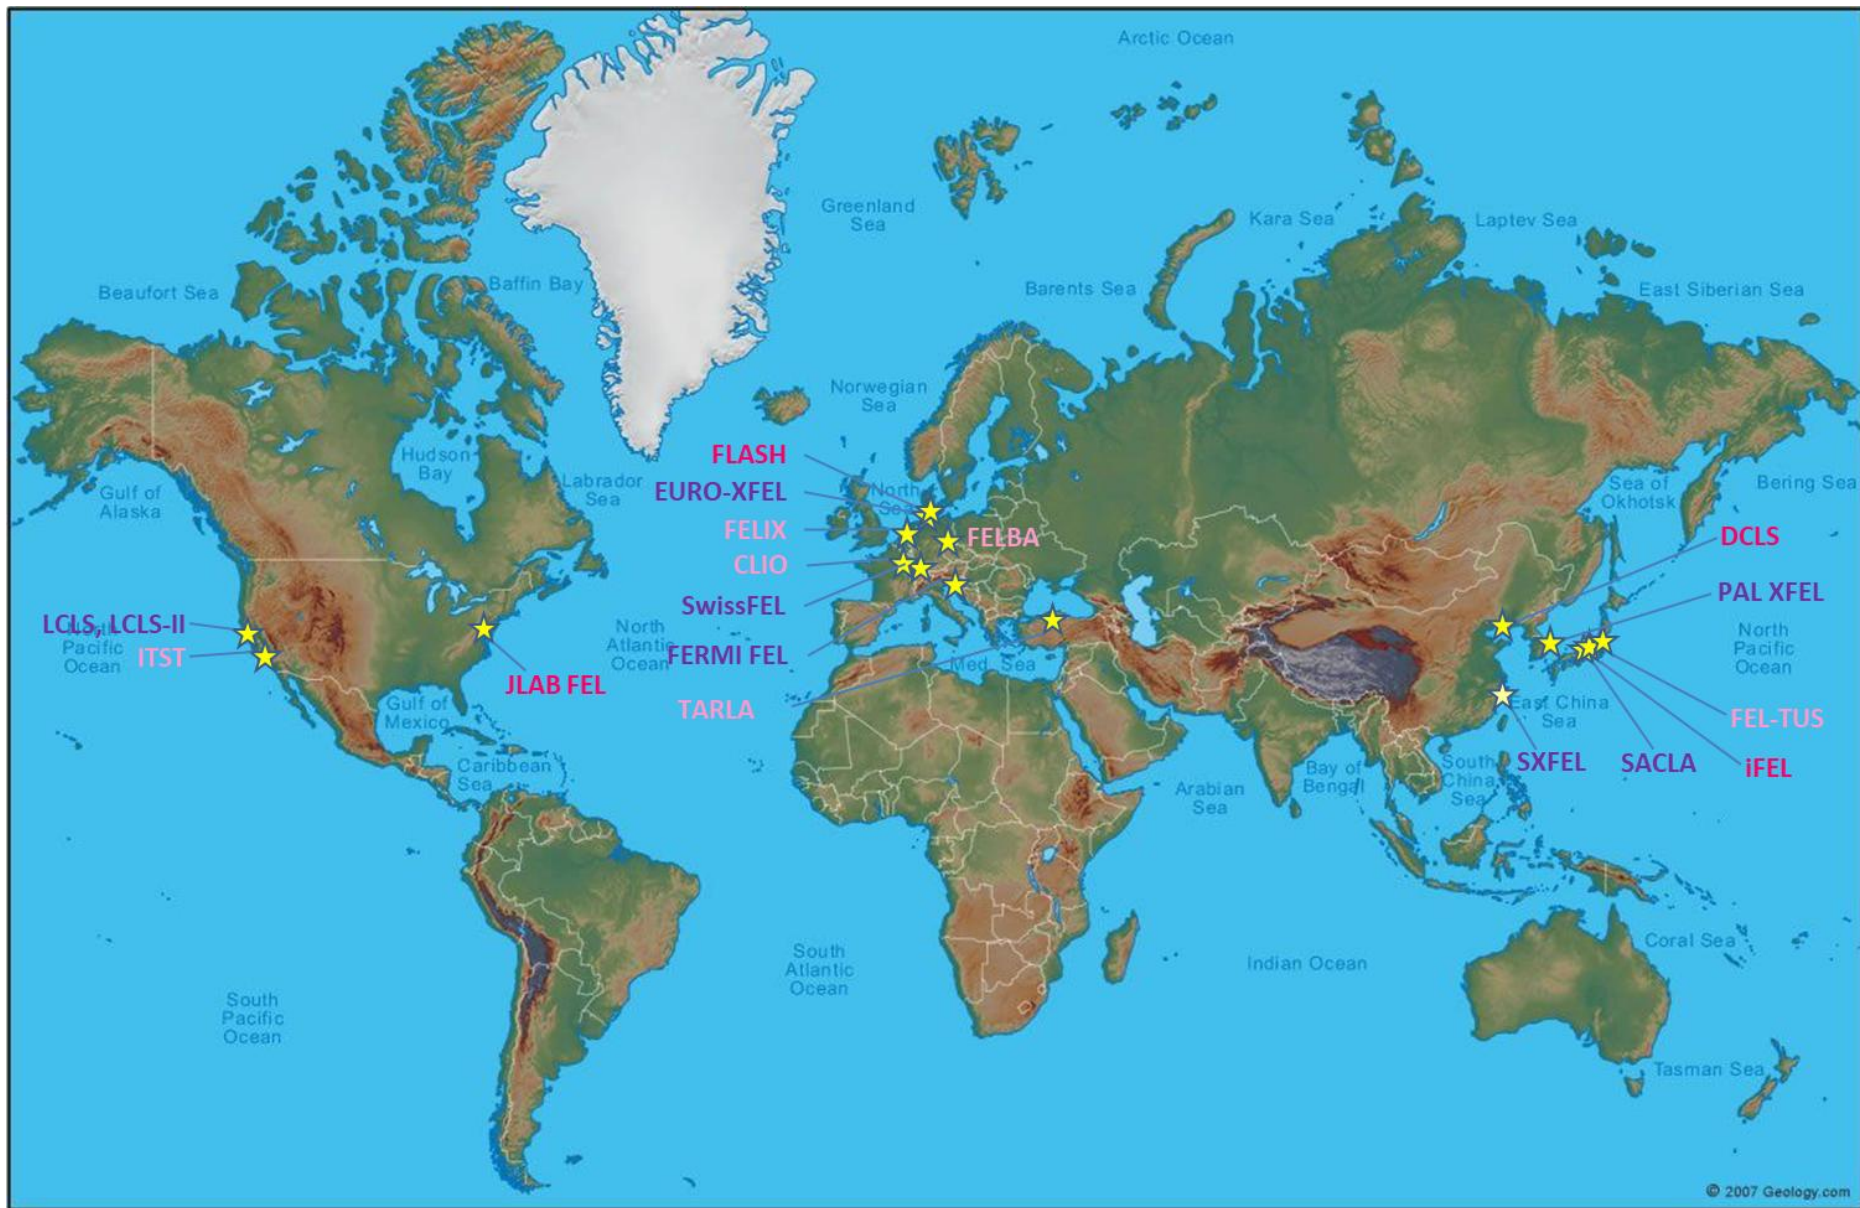 Arctic Ocean
Greenland
Sea
Kara Sea
Laptev Sea
Beaufort Sea
Baffin Bay
Barents Sea
East Siberian Sea
Norwegian
Sea
Hudson
Bay
Labrador
Sea
Gulf of
Alaska
FLASH
EURO-XFEL
North
Sea
FELIX
FELBA
CLIO
SwissFEL
FERMI FEL
TARLA
Sea of
Okhotsk
Bering Sea
DCLS
PAL XFEL
LCLS, LCLS-II
North
Pacific
Ocean
ITST
JLAB FEL
North
Atlantic
Ocean
Med. Sea
North
Pacific
Ocean
Gulf of
Mexico
East China
Sea
FEL-TUS
SXFEL
SACLA
iFEL
Caribbean
Sea
Arabian
Sea
Bay of
Bengal
South
China
Sea
South
Atlantic
Ocean
Indian Ocean
Coral Sea
South
Pacific
Ocean
Tasman Sea
© 2007 Geology.com